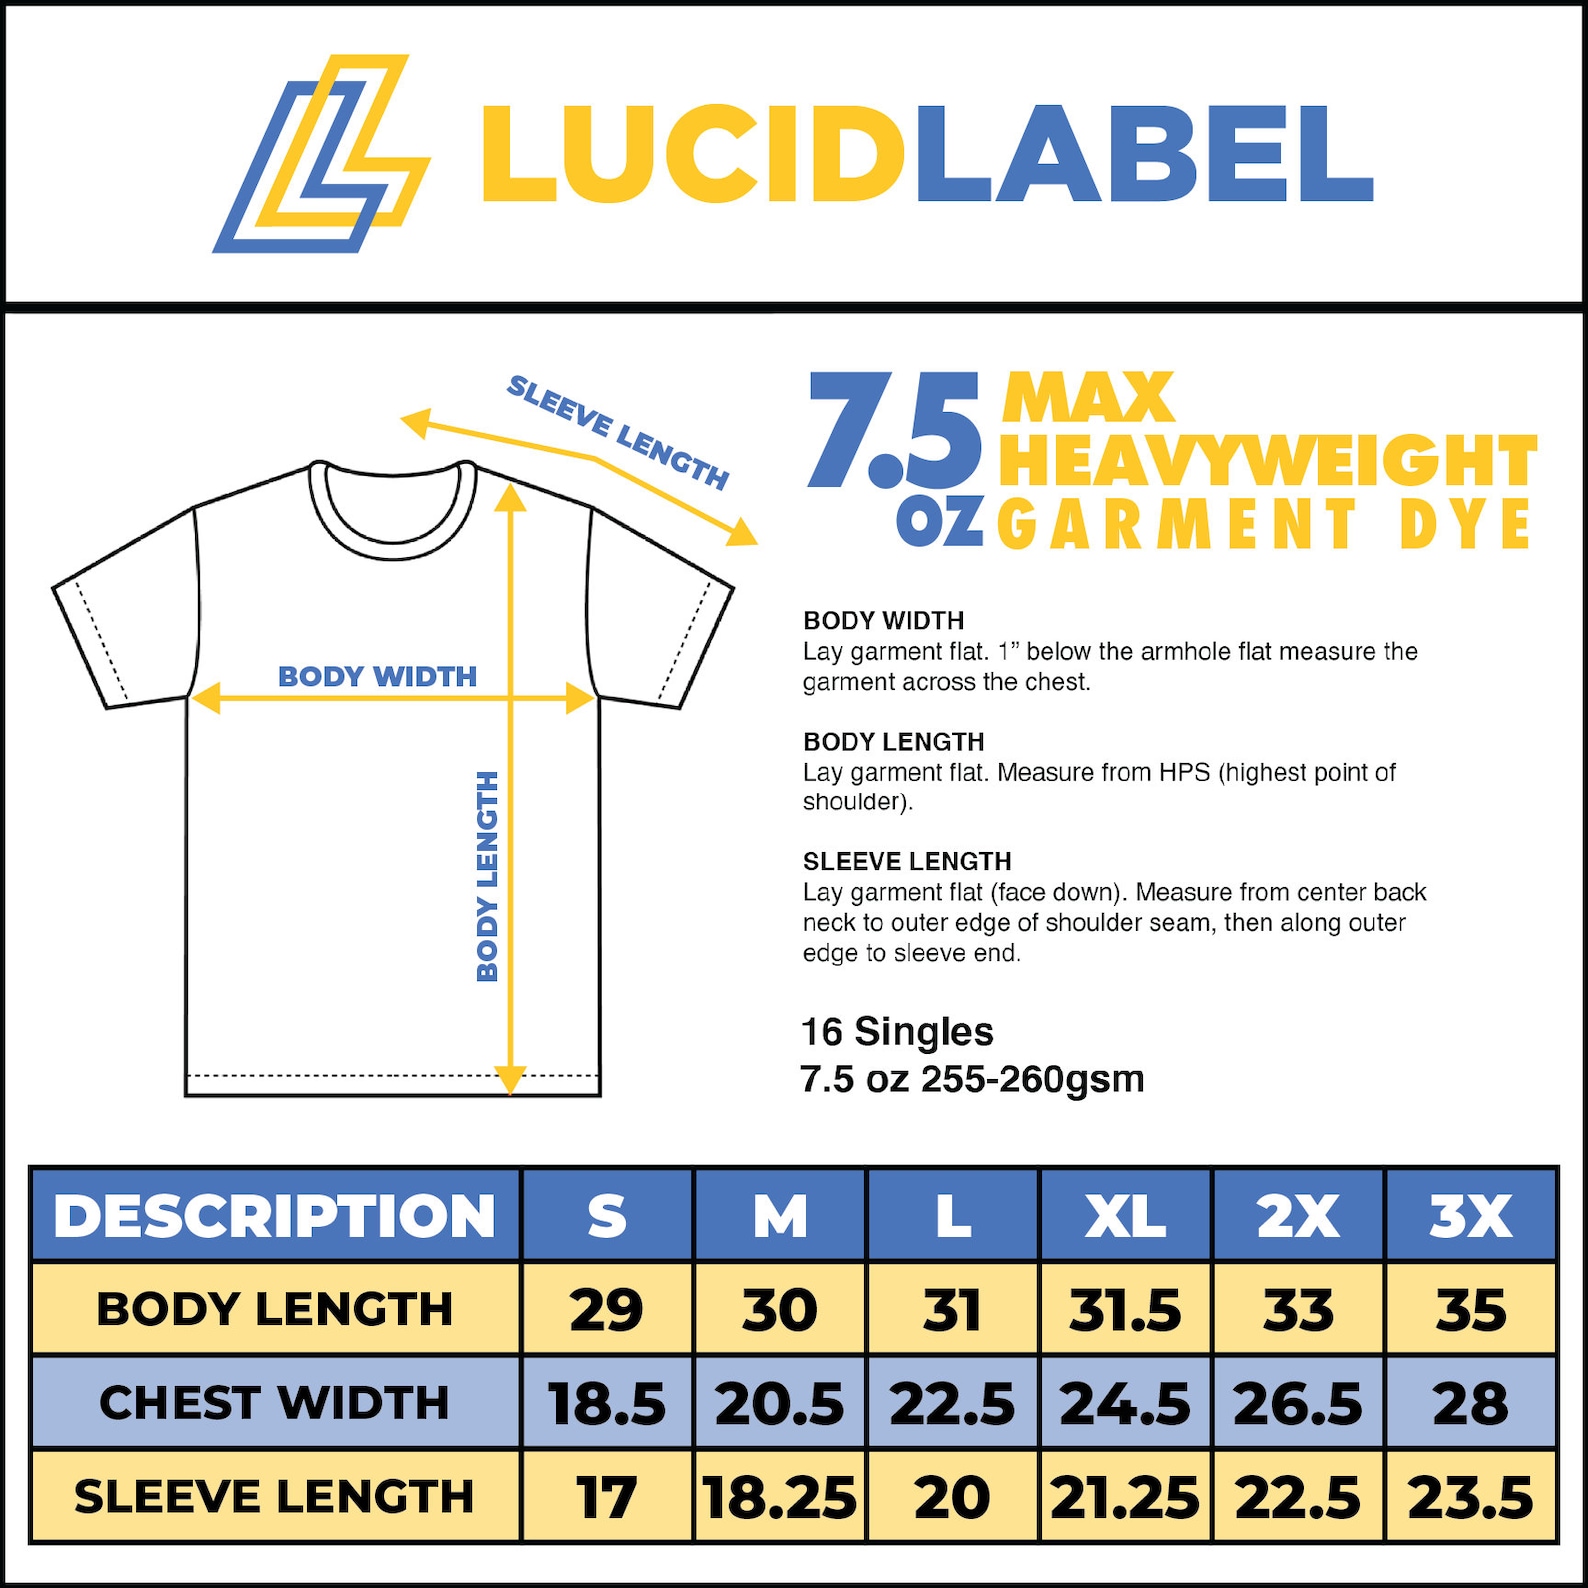 LUCIDLABEL
SLEEVE LENGTH
BODY WIDTH
BODY LENGTH
7.5 OZ
MAX
HEAVYWEIGHT
GARMENT DYE
BODY WIDTH
Lay garment flat. 1” below the armhole flat measure the
garment across the chest.
BODY LENGTH
Lay garment flat. Measure from HPS (highest point of
shoulder).
SLEEVE LENGTH
Lay garment flat (face down). Measure from center back
neck to outer edge of shoulder seam, then along outer
edge to sleeve end.
16 Singles
7.5 oz 255-260gsm
DESCRIPTION S M L XL 2X 3X
BODY LENGTH 29 30 31 31.5 33 35
CHEST WIDTH 18.5 20.5 22.5 24.5 26.5 28
SLEEVE LENGTH 17 18.25 20 21.25 22.5 23.5